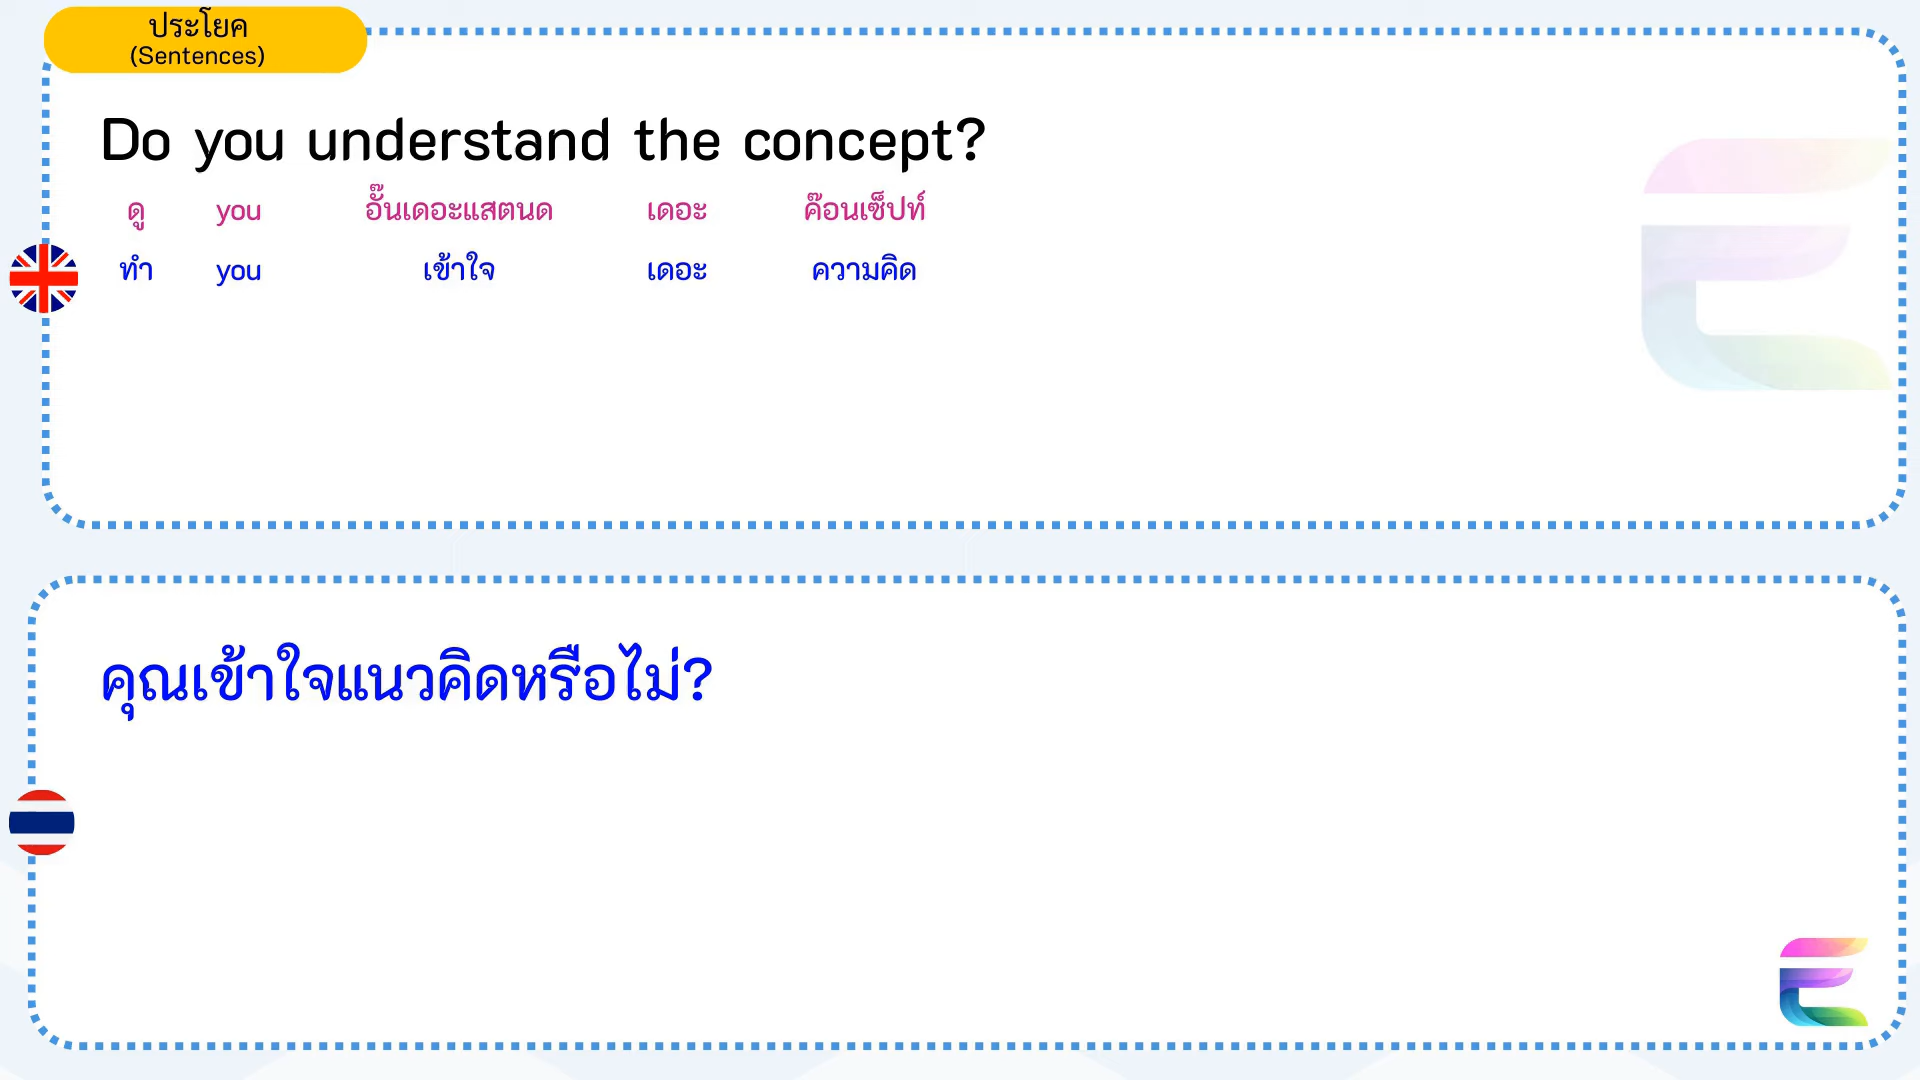 ประโยค
(Sentences)
Do you understand the concept?
ดู you อั๊นเดอะแสตนด เดอะ ค๊อนเซ็ปท์
ทำ you เข้าใจ เดอะ ความคิด
คุณเข้าใจแนวคิดหรือไม่?